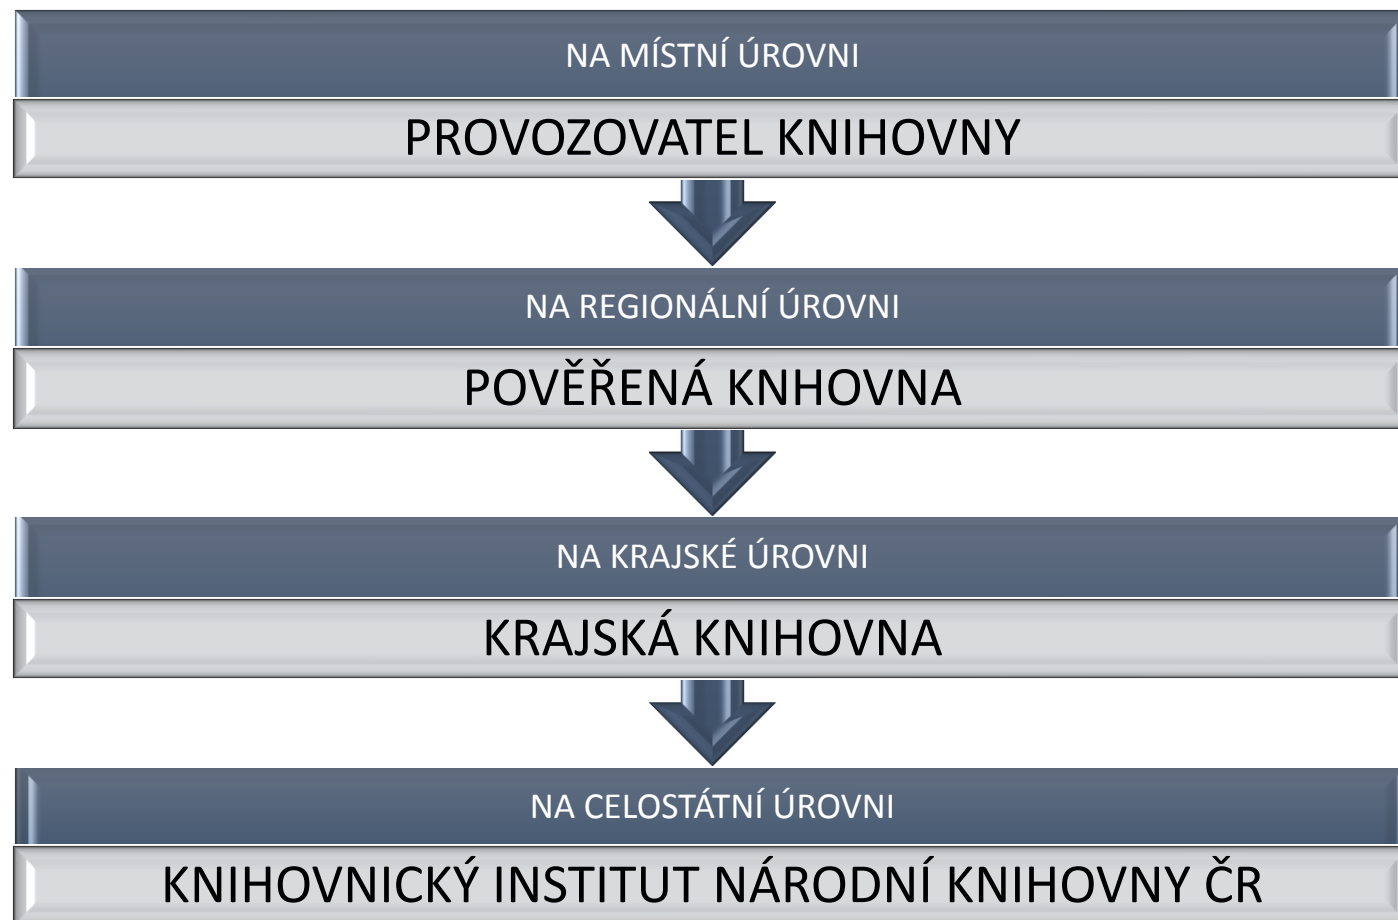 NA MÍSTNÍ ÚROVNI
PROVOZOVATEL KNIHOVNY
NA REGIONÁLNÍ ÚROVNI
POVĚŘENÁ KNHOVNA
NA KRAJSKÉ ÚROVNI
KRAJSKÁ KNIHOVNA
NA CELOSTÁTNÍ ÚROVNI
KNIHOVNICKÝ INSTITUT NÁRODNÍ KNIHOVNY ČR